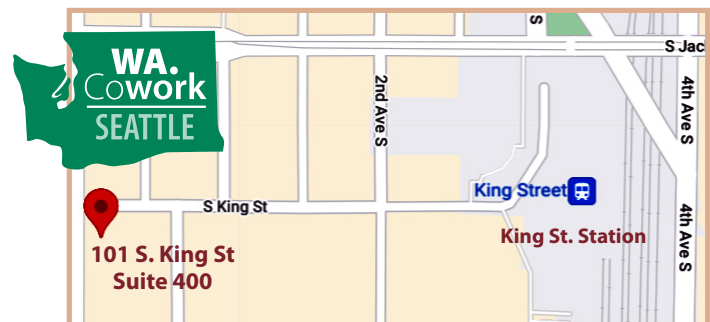 WA.
Cowork
SEATTLE
S
S Jac
2nd Ave S
4th Ave S
King Street
S King St
4th Ave S
King St. Station
101 S. King St
Suite 400